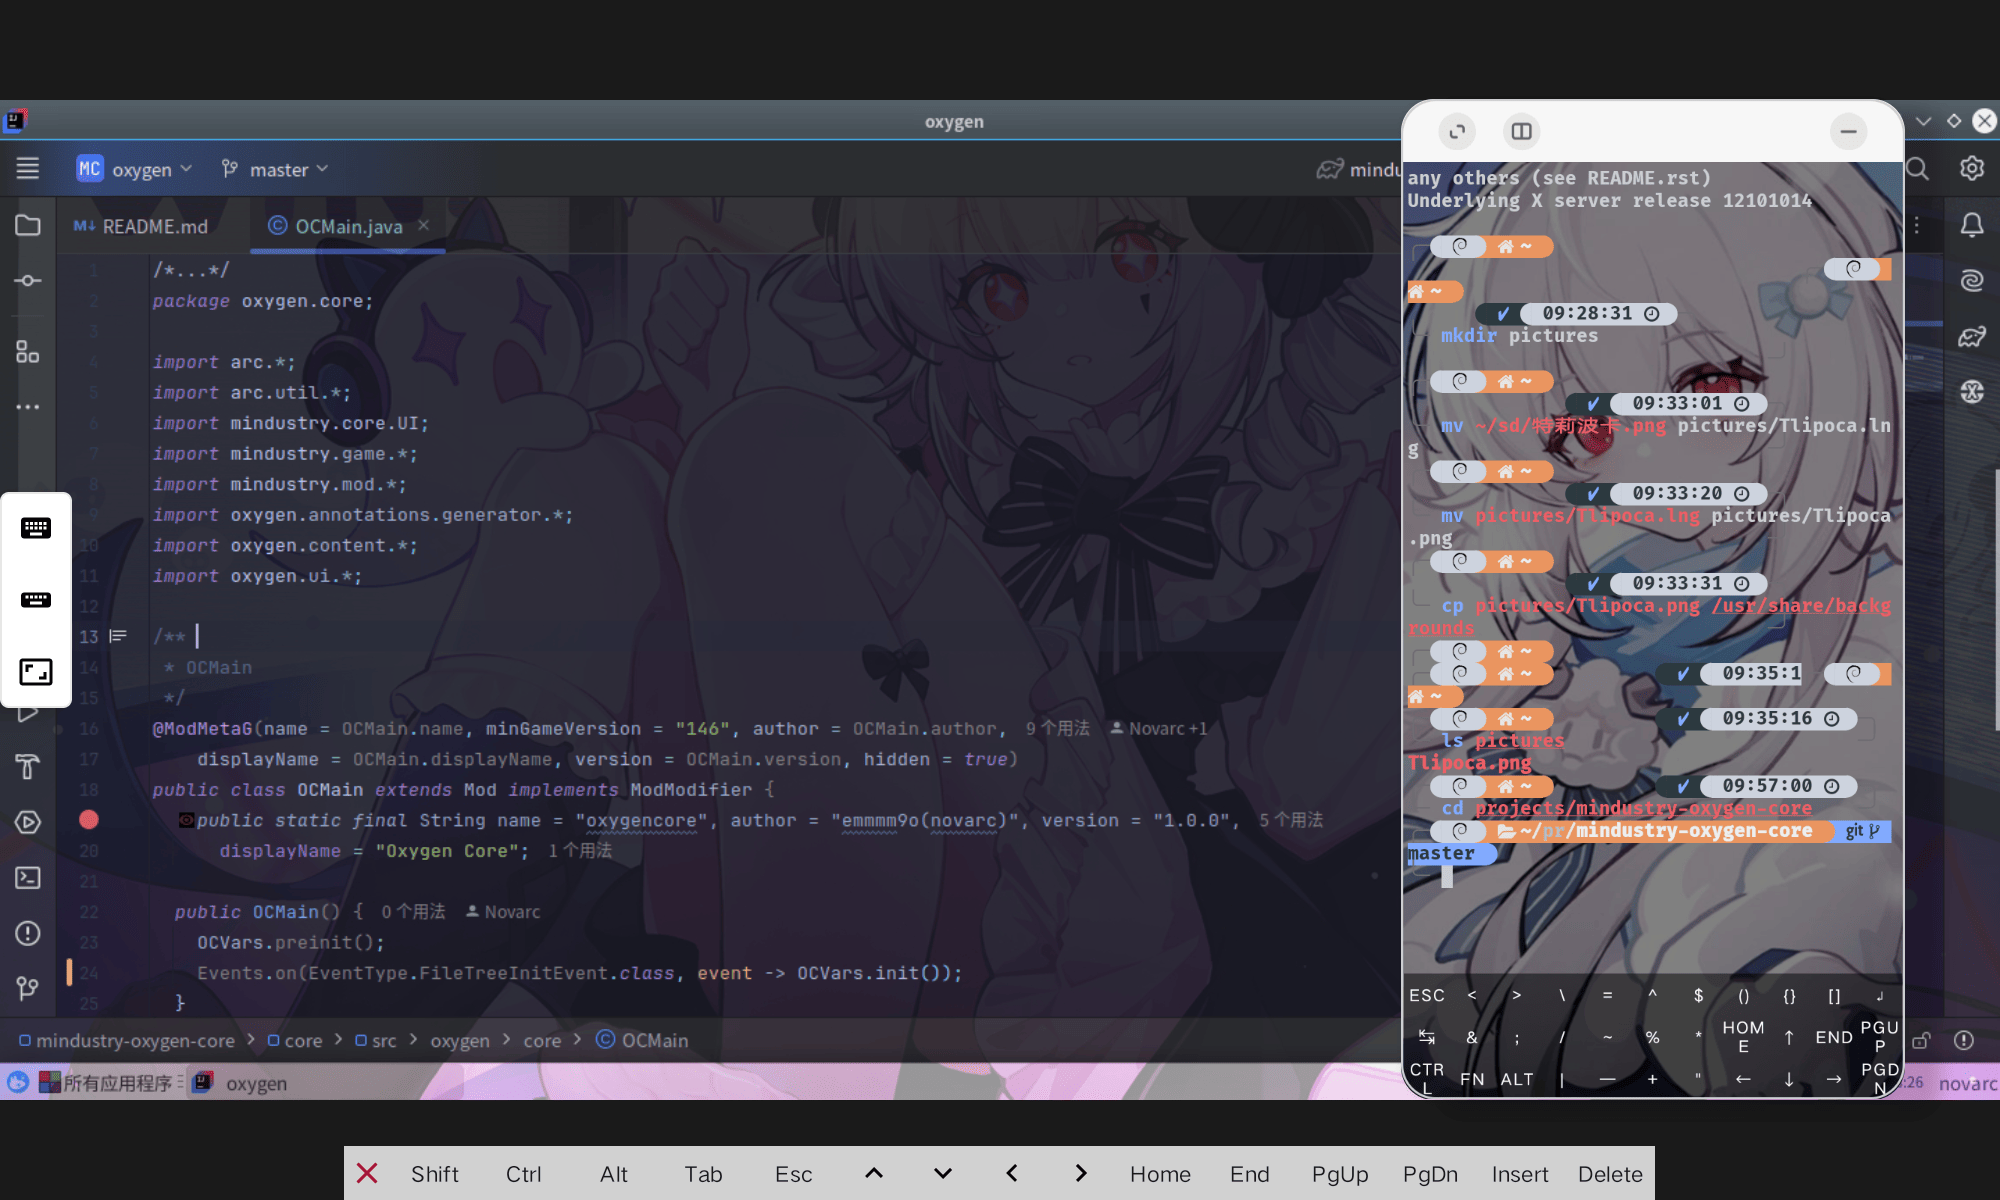 oxygen
MC oxygen master
mindu
README.md
OCMain.java
1 /*...*/
2 package oxygen.core;
3
4 import arc.*;
5 import arc.util.*;
6 import mindustry.core.UI;
7 import mindustry.game.*;
8 import mindustry.mod.*;
9 import oxygen.annotations.generator.*;
10 import oxygen.content.*;
11 import oxygen.ui.*;
12
13 /**
14 * OCMain
15 */
16 @ModMetaG(name = OCMain.name, minGameVersion = "146", author = OCMain.author, 9 个用法 Novarc +1
17 displayName = OCMain.displayName, version = OCMain.version, hidden = true)
18 public class OCMain extends Mod implements ModModifier {
public static final String name = "oxygencore", author = "emmmm9o(novarc)", version = "1.0.0", 5 个用法
20 displayName = "Oxygen Core"; 1 个用法
21
22 public OCMain() { 0 个用法 Novarc
23 OCVars.preinit();
24 Events.on(EventType.FileTreeInitEvent.class, event -> OCVars.init());
25 }
mindustry-oxygen-core > core > src > oxygen > core > OCMain
所有应用程序 oxygen
:26 novarc
any others (see README.rst)
Underlying X server release 12101014
~
~
✔ 09:28:31
mkdir pictures
~
✔ 09:33:01
mv ~/sd/特莉波卡.png pictures/Tlipoca.ln
g
~
✔ 09:33:20
mv pictures/Tlipoca.lng pictures/Tlipoca
.png
~
✔ 09:33:31
cp pictures/Tlipoca.png /usr/share/backg
rounds
~
~ ✔ 09:35:1
~
~ ✔ 09:35:16
ls pictures
Tlipoca.png
~ ✔ 09:57:00
cd projects/mindustry-oxygen-core
~/pr/mindustry-oxygen-core git
master
ESC < > \ = ^ $ () {} [] ↲
↹ & ; / ~ % * HOME ↑ END PGUP
CTRL FN ALT | — + " ← ↓ → PGDN
Shift Ctrl Alt Tab Esc Home End PgUp PgDn Insert Delete